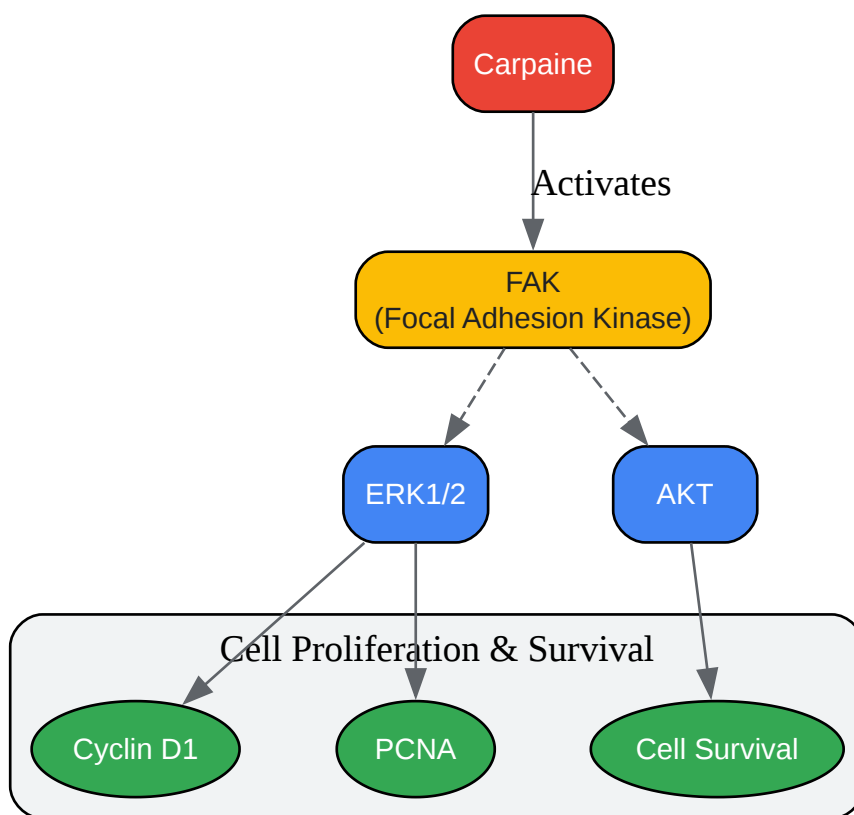 Carpaine
Activates
FAK
(Focal Adhesion Kinase)
ERK1/2
AKT
Cell Proliferation & Survival
Cyclin D1
PCNA
Cell Survival